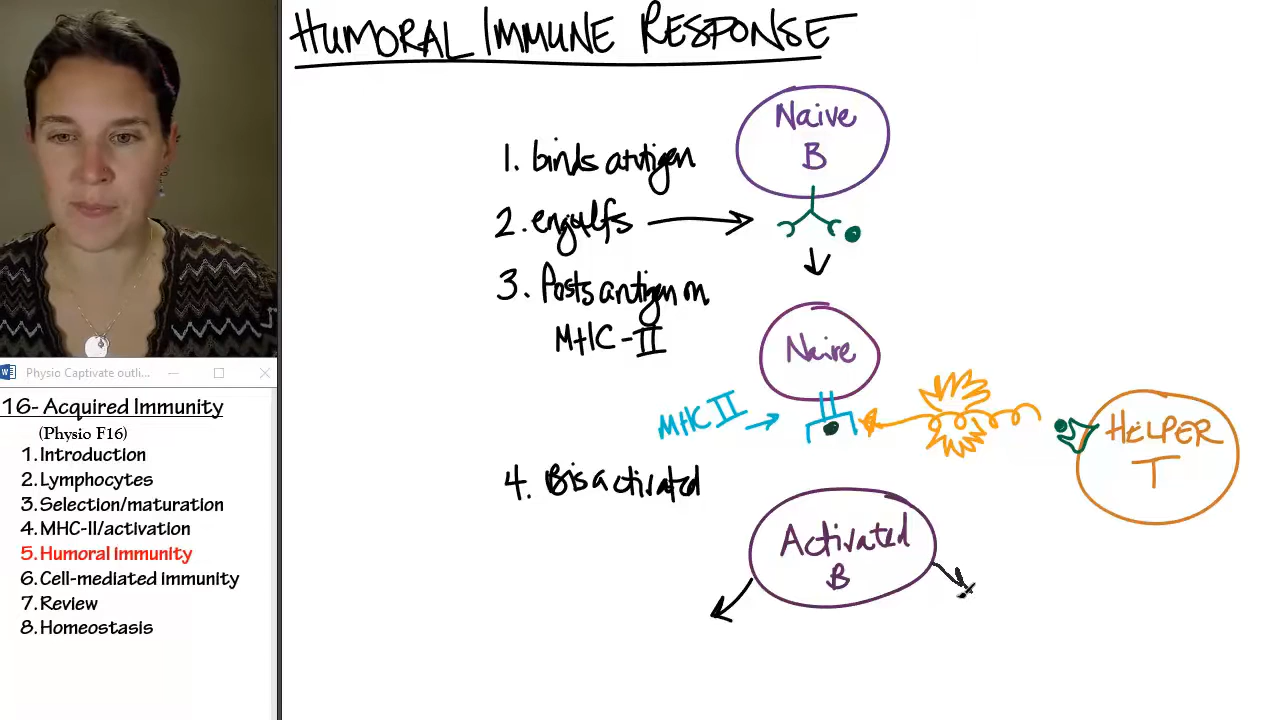 HUMORAL IMMUNE RESPONSE
Naive
B
1. binds antigen
2. engulfs
3. Posts antigen on
MHC-II
Naive
MHC II
HELPER
T
4. B is activated
Activated
B
Physio Captivate outli...
16- Acquired Immunity
(Physio F16)
1. Introduction
2. Lymphocytes
3. Selection/maturation
4. MHC-II/activation
5. Humoral immunity
6. Cell-mediated immunity
7. Review
8. Homeostasis